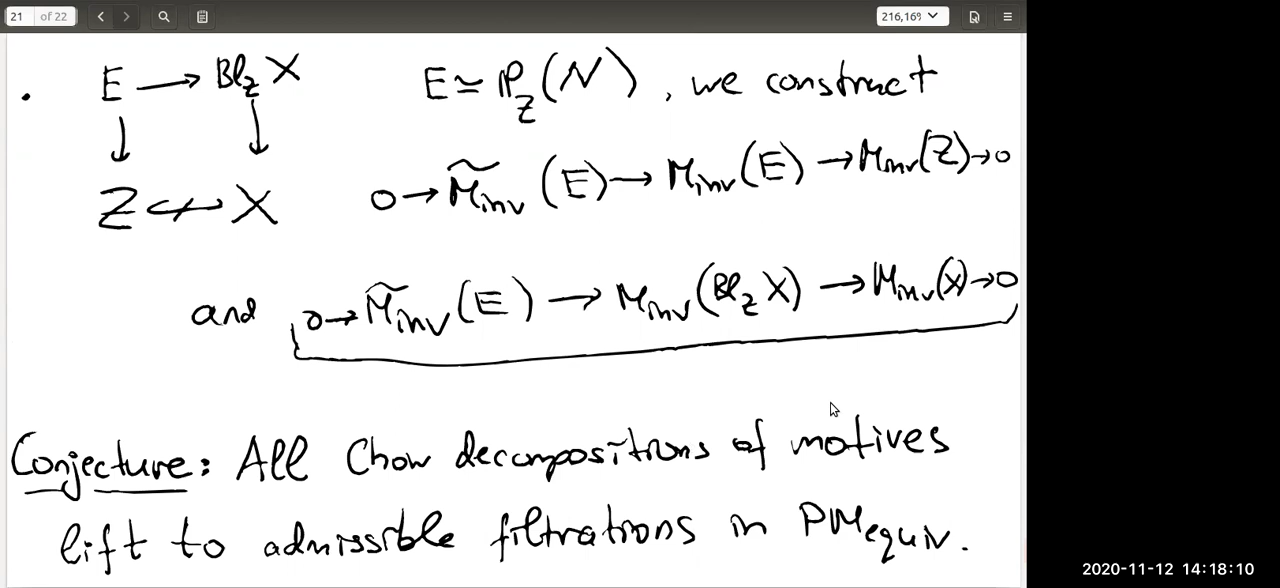 21 of 22 216,16%
E → Bl_Z X E ≃ ℙ_Z(N), we construct
↓ ↓
Z ↩ X 0 → M̃_inv(E) → M_inv(E) → M_inv(Z) → 0
and 0 → M̃_inv(E) → M_inv(Bl_Z X) → M_inv(X) → 0
Conjecture: All Chow decompositions of motives
lift to admissible filtrations in PM_equiv.
2020-11-12 14:18:10